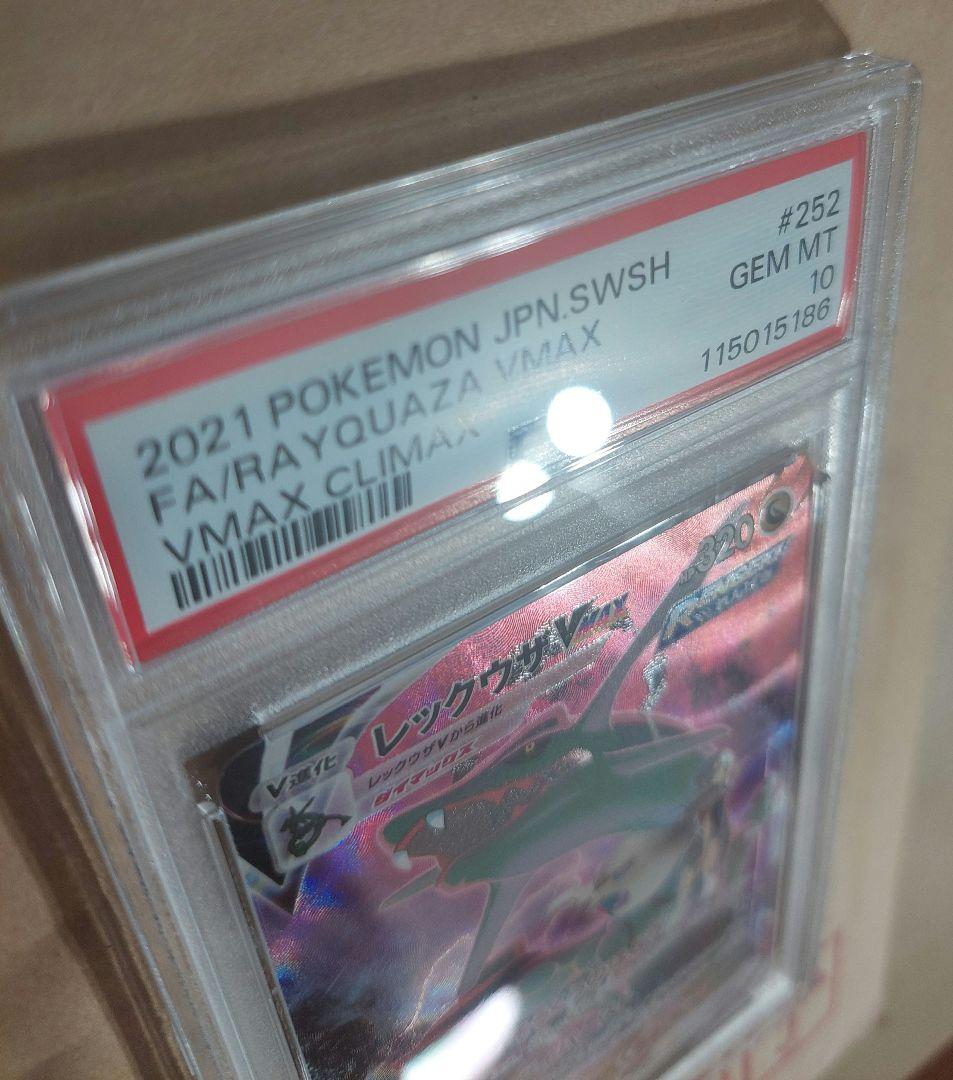 2021 POKEMON JPN.SWSH #252
FA/RAYQUAZA VMAX GEM MT
VMAX CLIMAX 10
115015186
V進化
レックウザVMAX
320
レックウザVから進化
ダイマックス